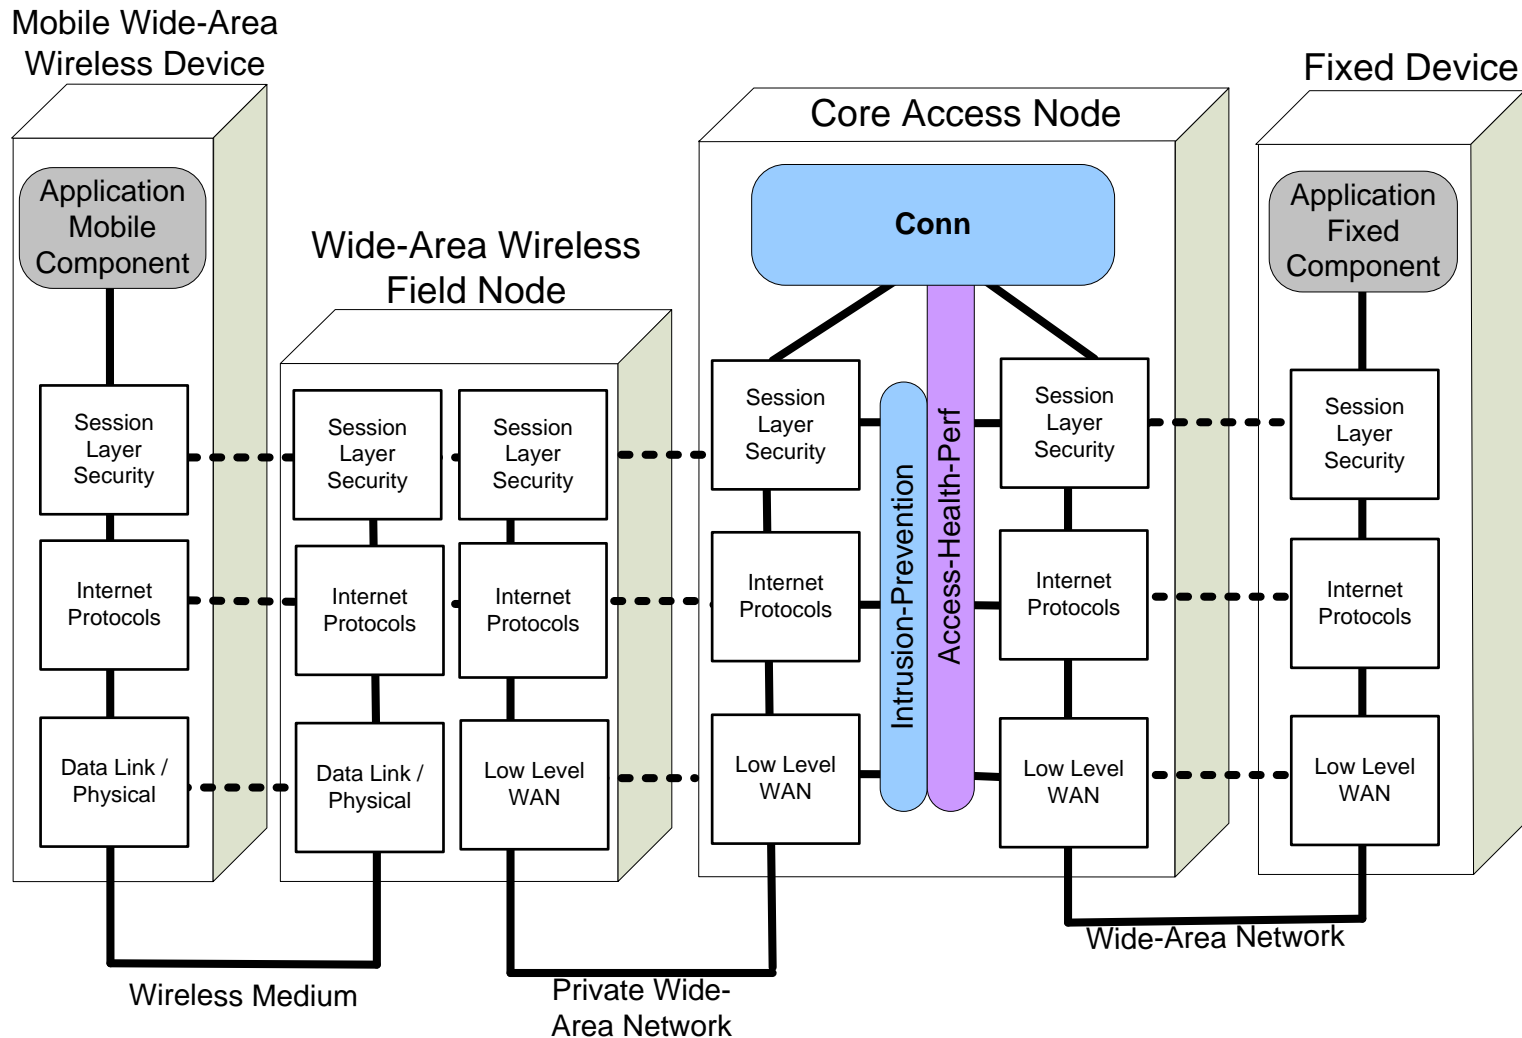 Mobile Wide-Area
Wireless Device
Application
Mobile
Component
Session
Layer
Security
Internet
Protocols
Data Link /
Physical
Wide-Area Wireless
Field Node
Session
Layer
Security
Internet
Protocols
Data Link /
Physical
Session
Layer
Security
Internet
Protocols
Low Level
WAN
Core Access Node
Conn
Session
Layer
Security
Internet
Protocols
Low Level
WAN
Intrusion-Prevention
Access-Health-Perf
Session
Layer
Security
Internet
Protocols
Low Level
WAN
Fixed Device
Application
Fixed
Component
Session
Layer
Security
Internet
Protocols
Low Level
WAN
Wireless Medium
Private Wide-
Area Network
Wide-Area Network